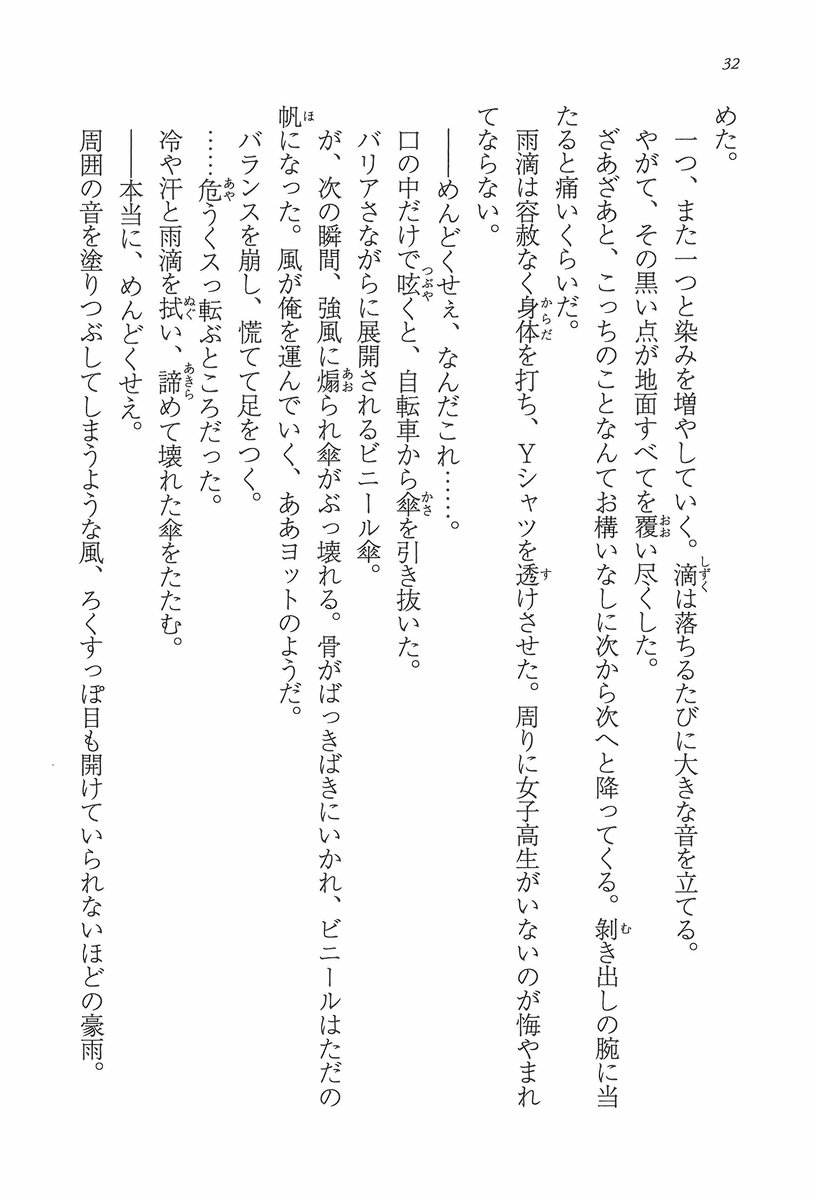 32
めた。
一つ、また一つと染みを増やしていく。滴は落ちるたびに大きな音を立てる。
やがて、その黒い点が地面すべてを覆い尽くした。
ざあざあと、こっちのことなんてお構いなしに次から次へと降ってくる。剝き出しの腕に当
たると痛いくらいだ。
雨滴は容赦なく身体を打ち、Yシャツを透けさせた。周りに女子高生がいないのが悔やまれ
てならない。
——めんどくせぇ、なんだこれ……。
口の中だけで呟くと、自転車から傘を引き抜いた。
バリアさながらに展開されるビニール傘。
が、次の瞬間、強風に煽られ傘がぶっ壊れる。骨がばっきばきにいかれ、ビニールはただの
帆になった。風が俺を運んでいく、ああヨットのようだ。
バランスを崩し、慌てて足をつく。
……危うくスっ転ぶところだった。
冷や汗と雨滴を拭い、諦めて壊れた傘をたたむ。
——本当に、めんどくせえ。
周囲の音を塗りつぶしてしまうような風、ろくすっぽ目も開けていられないほどの豪雨。